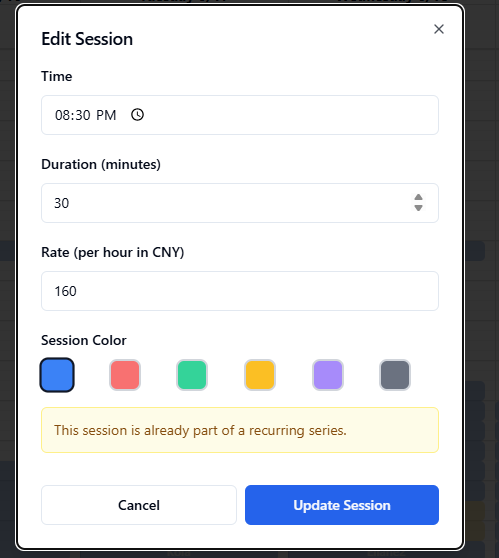 Edit Session
Time
08:30 PM
Duration (minutes)
30
Rate (per hour in CNY)
160
Session Color
This session is already part of a recurring series.
Cancel
Update Session